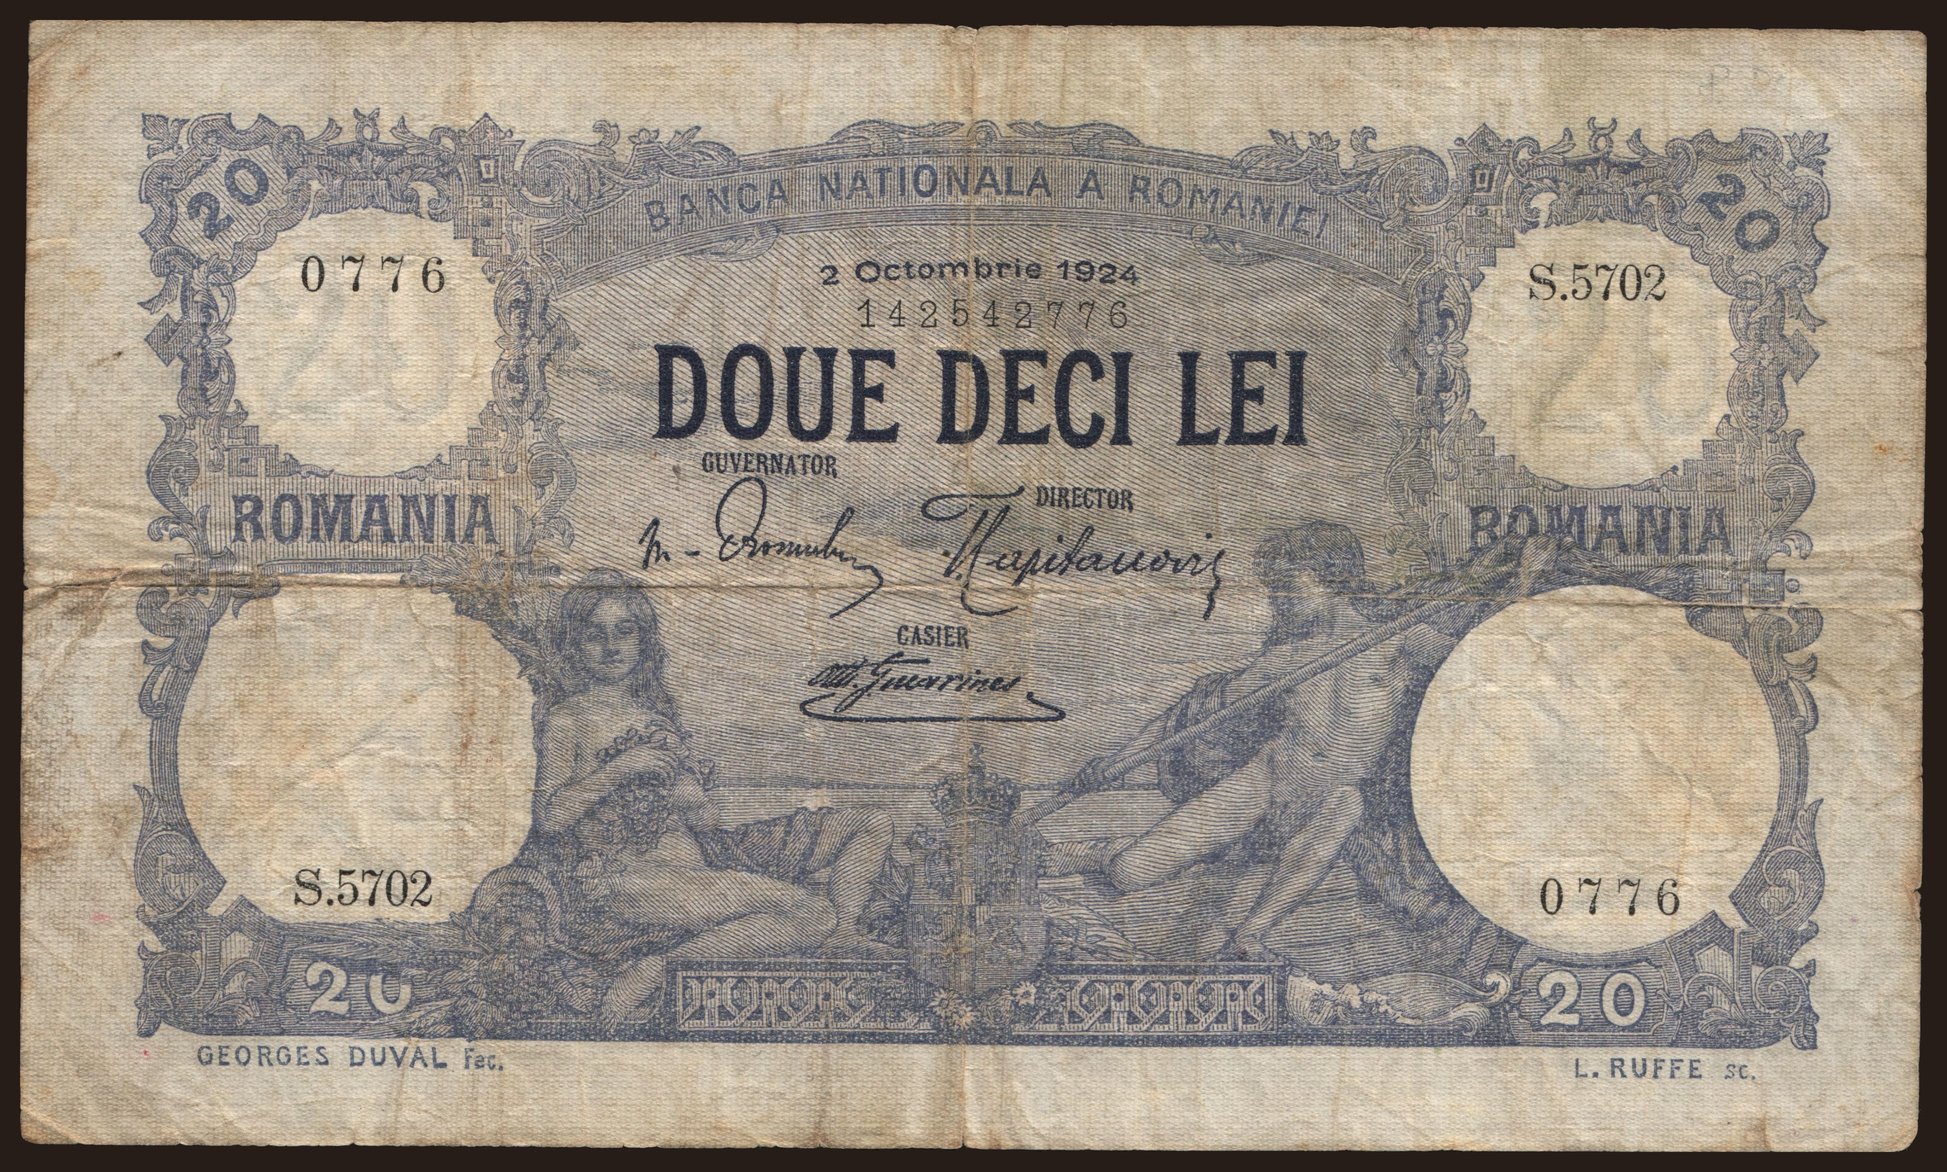 20
20
BANCA NATIONALA A ROMANIEI
0776
2 Octombrie 1924
S.5702
142542776
DOUE DECI LEI
GUVERNATOR
DIRECTOR
ROMANIA
ROMANIA
CASIER
S.5702
0776
20
20
GEORGES DUVAL Fec.
L. RUFFE sc.